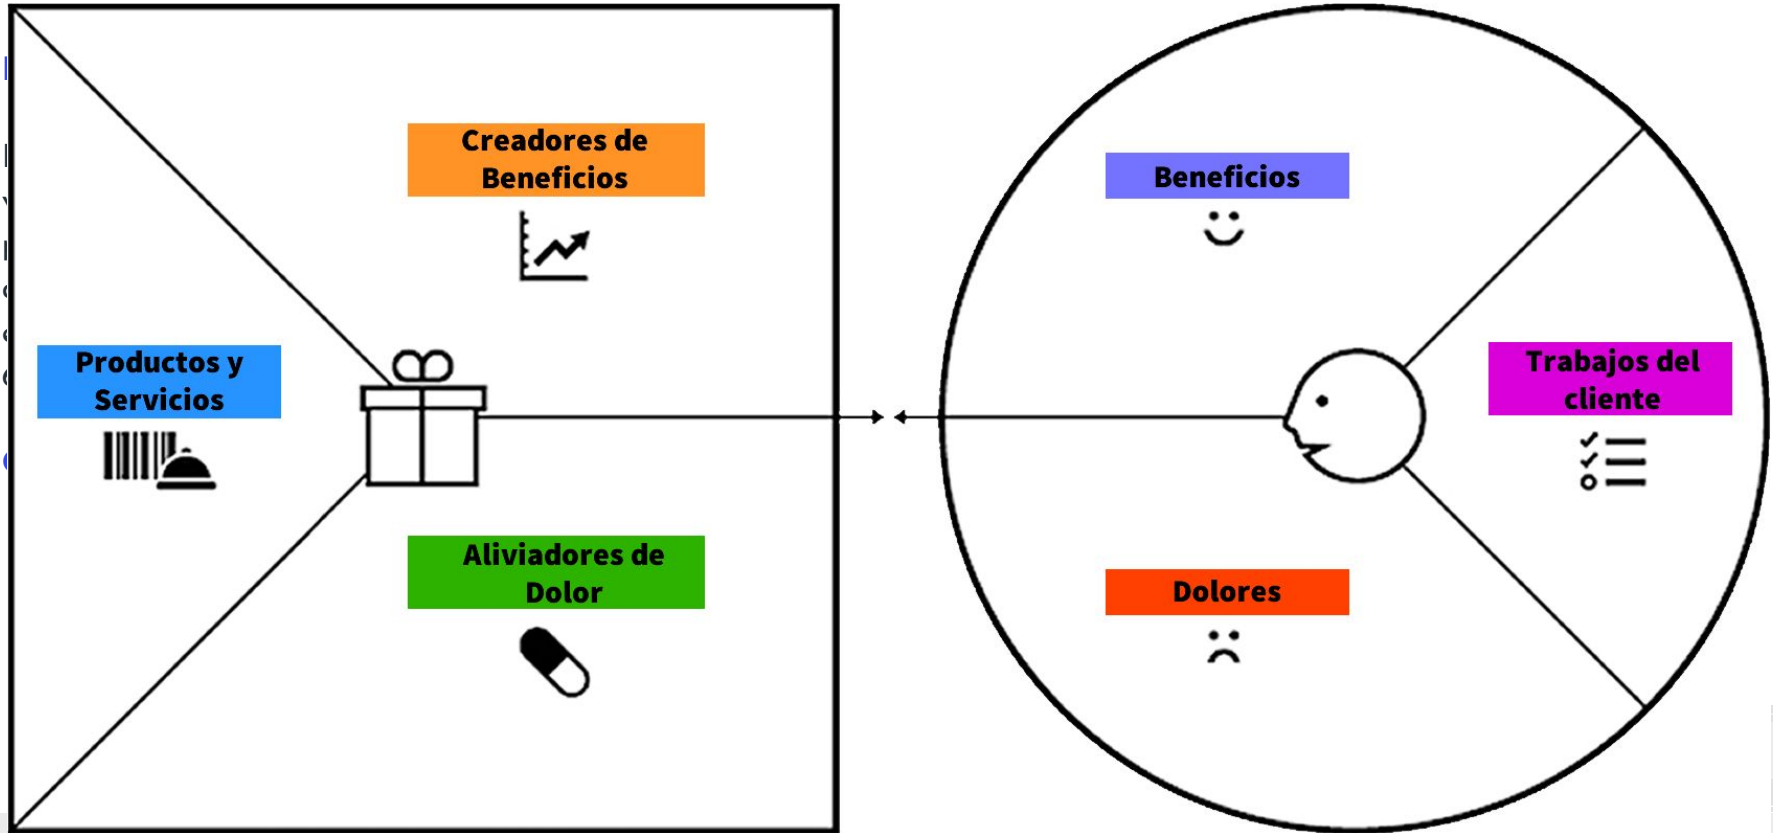 Creadores de
Beneficios
Productos y
Servicios
Aliviadores de
Dolor
Beneficios
Trabajos del
cliente
Dolores